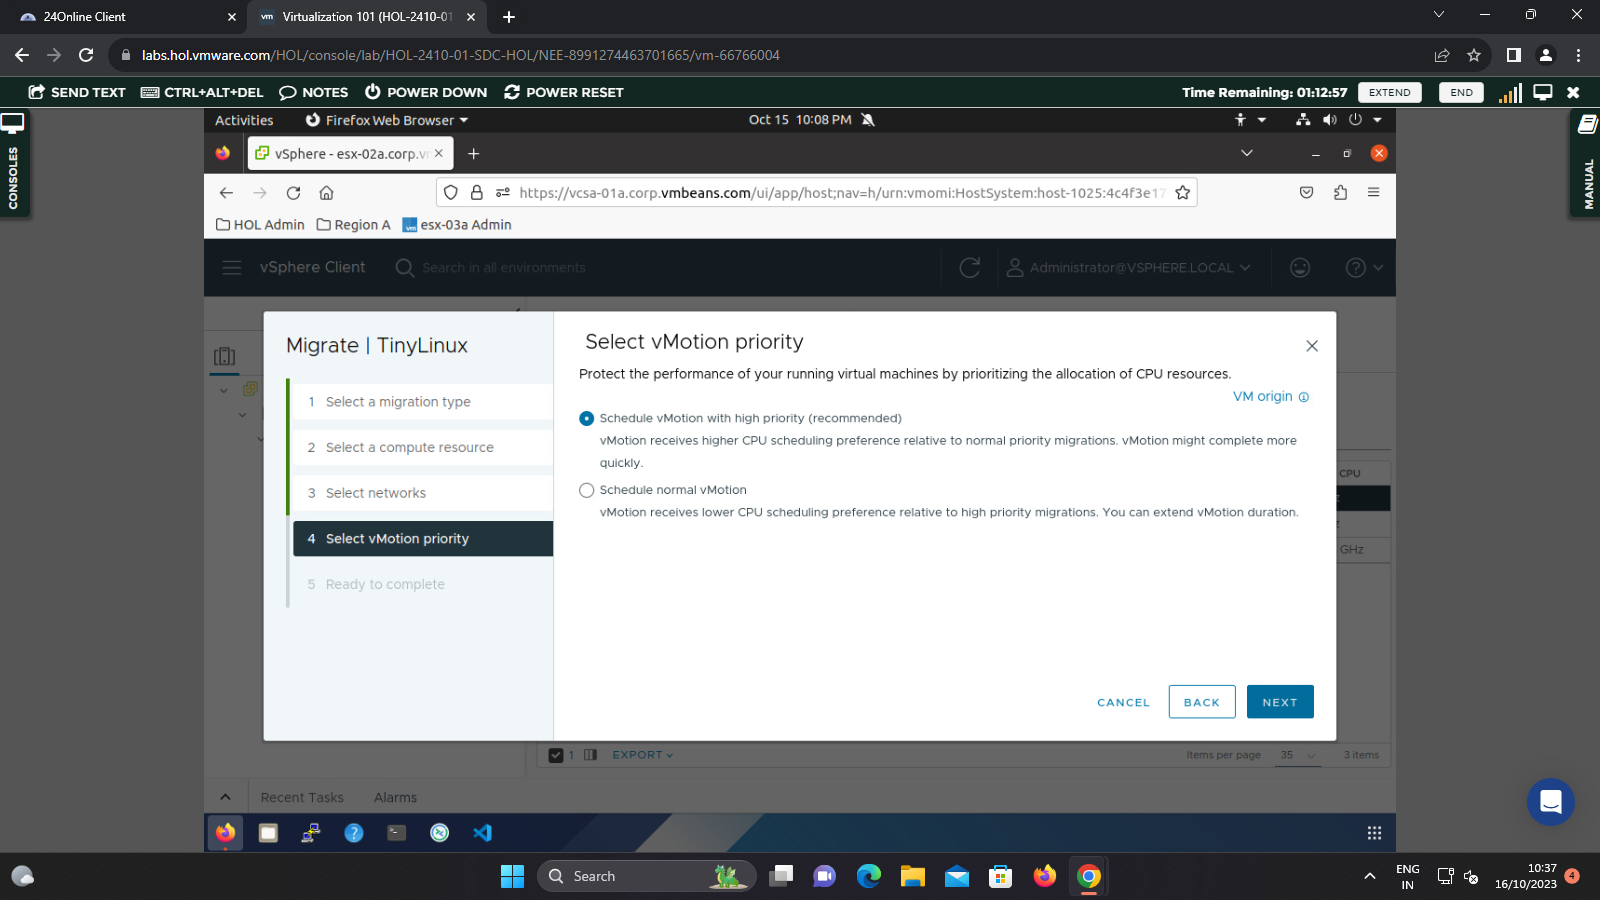 24Online Client
vm Virtualization 101 (HOL-2410-01
labs.hol.vmware.com/HOL/console/lab/HOL-2410-01-SDC-HOL/NEE-8991274463701665/vm-66766004
SEND TEXT CTRL+ALT+DEL NOTES POWER DOWN POWER RESET
Time Remaining: 01:12:57 EXTEND END
CONSOLES
MANUAL
Activities Firefox Web Browser Oct 15 10:08 PM
vSphere - esx-02a.corp.vm
https://vcsa-01a.corp.vmbeans.com/ui/app/host;nav=h/urn:vmomi:HostSystem:host-1025:4c4f3e17
HOL Admin Region A vm esx-03a Admin
vSphere Client Search in all environments Administrator@VSPHERE.LOCAL
Migrate | TinyLinux
1 Select a migration type
2 Select a compute resource
3 Select networks
4 Select vMotion priority
5 Ready to complete
Select vMotion priority
Protect the performance of your running virtual machines by prioritizing the allocation of CPU resources.
VM origin
Schedule vMotion with high priority (recommended)
vMotion receives higher CPU scheduling preference relative to normal priority migrations. vMotion might complete more
quickly.
Schedule normal vMotion
vMotion receives lower CPU scheduling preference relative to high priority migrations. You can extend vMotion duration.
CANCEL BACK NEXT
CPU
GHz
1 EXPORT Items per page 35 3 items
Recent Tasks Alarms
Search
ENG
IN
10:37
16/10/2023
4